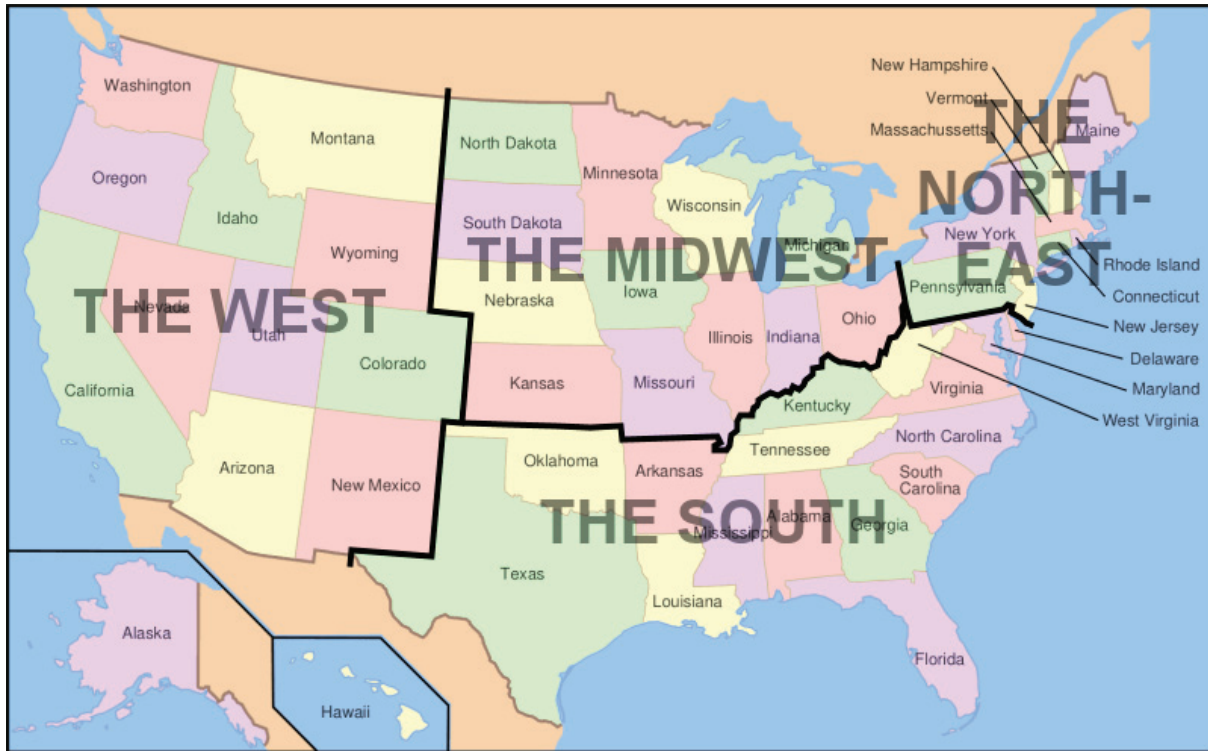 New Hampshire
Vermont
Massachussetts
THE
NORTH-
EAST
Washington
Montana
North Dakota
Minnesota
Maine
Oregon
Idaho
Wyoming
South Dakota
Wisconsin
Michigan
New York
THE WEST
THE MIDWEST
Nevada
Utah
Colorado
California
Nebraska
Iowa
Kansas
Missouri
Illinois
Indiana
Ohio
Pennsylvania
Rhode Island
Connecticut
New Jersey
Delaware
Maryland
West Virginia
Virginia
Kentucky
Arizona
New Mexico
Oklahoma
Arkansas
Tennessee
North Carolina
South
Carolina
THE SOUTH
Mississippi
Alabama
Georgia
Texas
Louisiana
Florida
Alaska
Hawaii